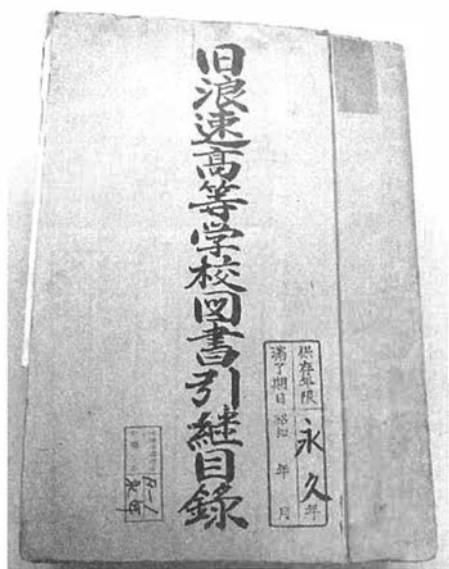 旧浪速高等学校図書引継目録
保存年限 永久年
満了期日 昭和 年 月
B-1